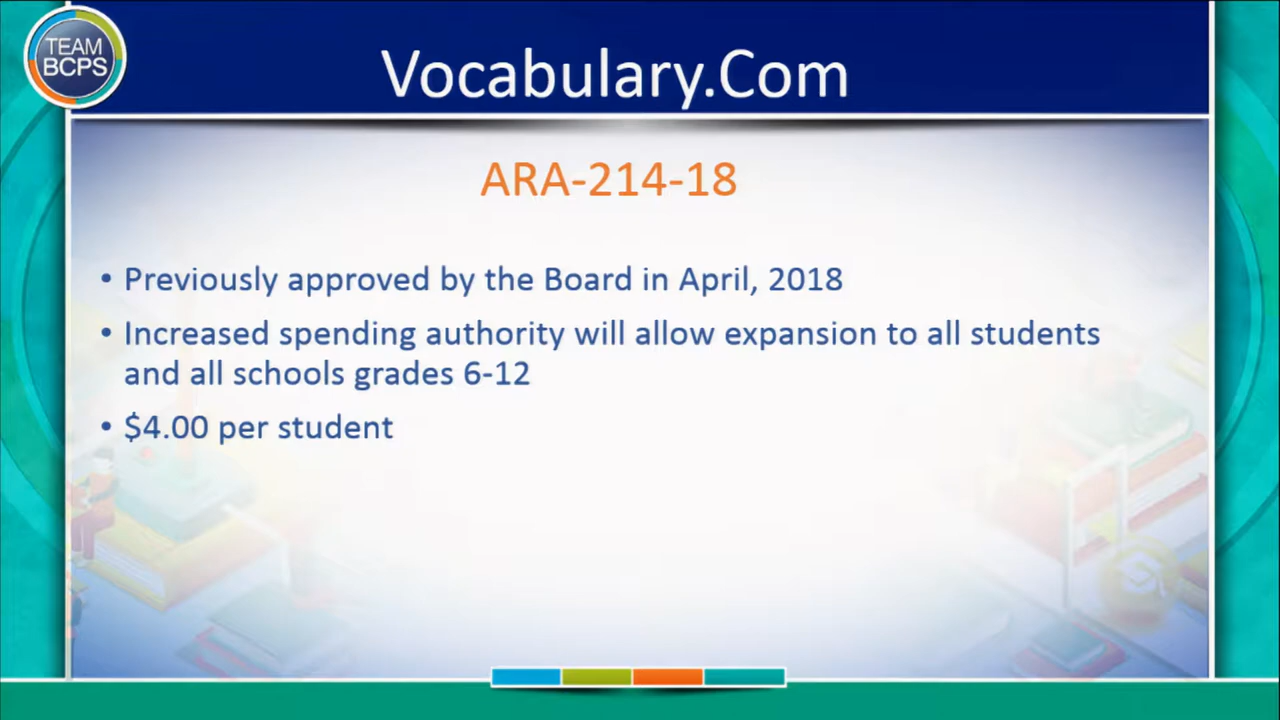 TEAM
BCPS
Vocabulary.Com
ARA-214-18
• Previously approved by the Board in April, 2018
• Increased spending authority will allow expansion to all students
and all schools grades 6-12
• $4.00 per student